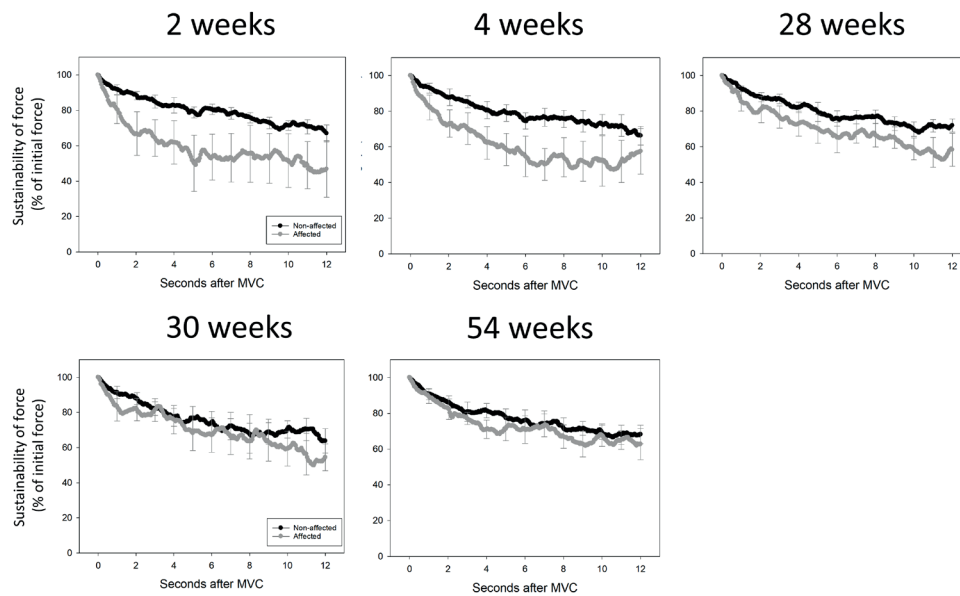 2 weeks
4 weeks
28 weeks
Sustainability of force
(% of initial force)
100
80
60
40
20
0
Non-affected
Affected
0 2 4 6 8 10 12
Seconds after MVC
100
80
60
40
20
0
0 2 4 6 8 10 12
Seconds after MVC
100
80
60
40
20
0
0 2 4 6 8 10 12
Seconds after MVC
30 weeks
54 weeks
Sustainability of force
(% of initial force)
100
80
60
40
20
0
Non-affected
Affected
0 2 4 6 8 10 12
Seconds after MVC
100
80
60
40
20
0
0 2 4 6 8 10 12
Seconds after MVC